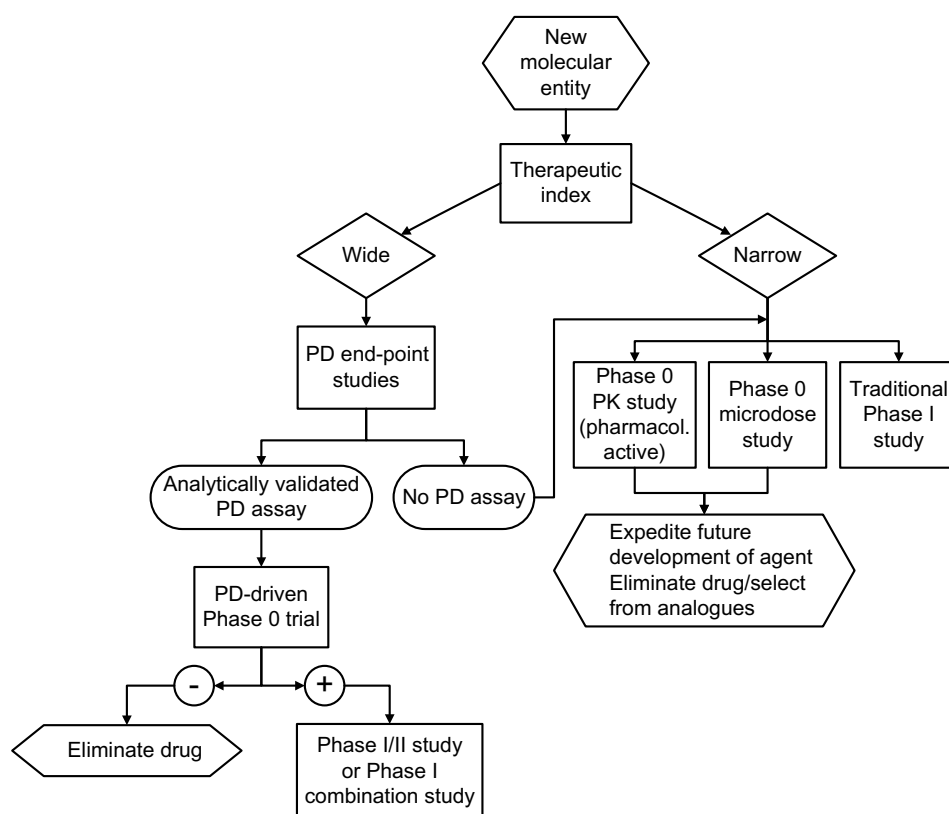 New
molecular
entity
Therapeutic
index
Wide
Narrow
PD end-point
studies
Phase 0
PK study
(pharmacol.
active)
Phase 0
microdose
study
Traditional
Phase I
study
Analytically validated
PD assay
No PD assay
Expedite future
development of agent
Eliminate drug/select
from analogues
PD-driven
Phase 0 trial
-
+
Eliminate drug
Phase I/II study
or Phase I
combination study